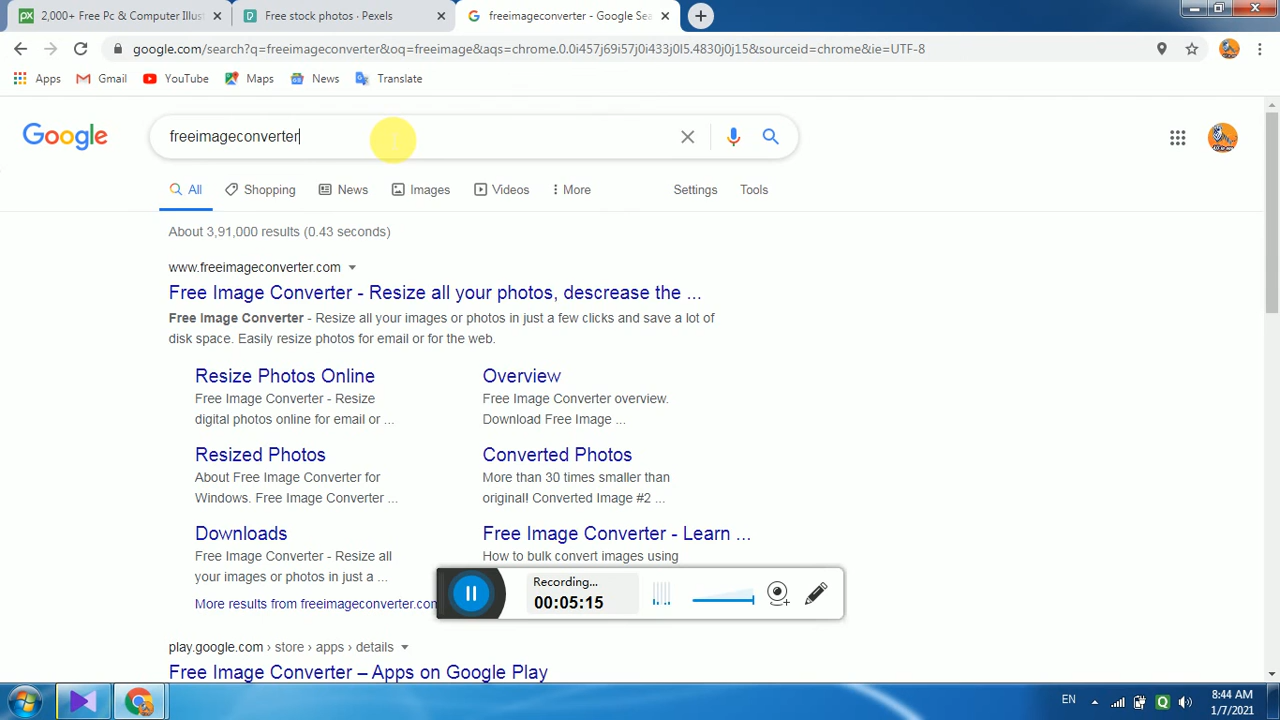 2,000+ Free Pc & Computer Illust
Free stock photos · Pexels
freeimageconverter - Google Sea
google.com/search?q=freeimageconverter&oq=freeimage&aqs=chrome.0.0i457j69i57j0i433j0l5.4830j0j15&sourceid=chrome&ie=UTF-8
Apps Gmail YouTube Maps News Translate
Google
freeimageconverter
All Shopping News Images Videos More Settings Tools
About 3,91,000 results (0.43 seconds)
www.freeimageconverter.com
Free Image Converter - Resize all your photos, descrease the ...
Free Image Converter - Resize all your images or photos in just a few clicks and save a lot of
disk space. Easily resize photos for email or for the web.
Resize Photos Online
Free Image Converter - Resize
digital photos online for email or ...
Overview
Free Image Converter overview.
Download Free Image ...
Resized Photos
About Free Image Converter for
Windows. Free Image Converter ...
Converted Photos
More than 30 times smaller than
original! Converted Image #2 ...
Downloads
Free Image Converter - Resize all
your images or photos in just a ...
Free Image Converter - Learn ...
How to bulk convert images using
More results from freeimageconverter.com
Recording...
00:05:15
play.google.com › store › apps › details
Free Image Converter – Apps on Google Play
EN
8:44 AM
1/7/2021